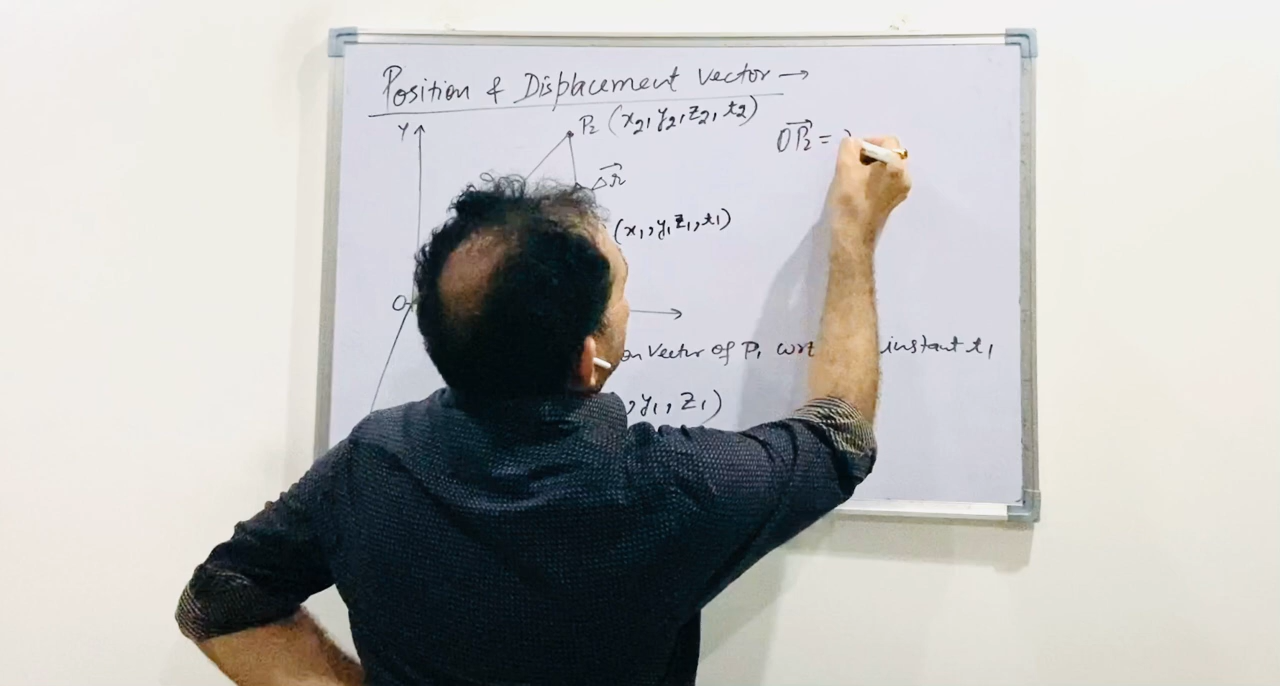 Position & Displacement vector →
Y
P2 (x2, y2, z2, t2)
OP2 =
Δr
(x1, y1, z1, t1)
O
Vector of P1 wrt instant t1
, y1, z1)